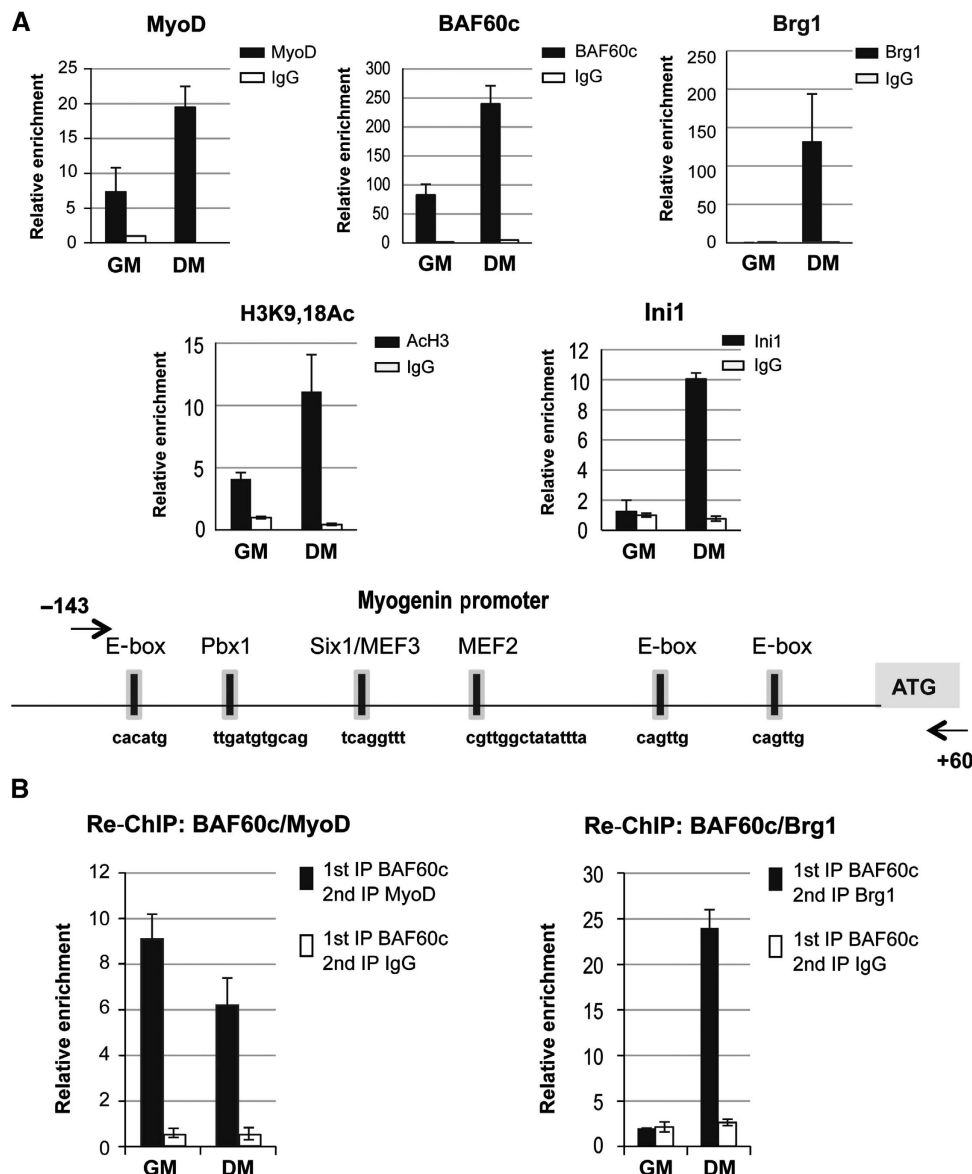 A
MyoD
MyoD
IgG
Relative enrichment
25
20
15
10
5
0
GM DM
BAF60c
BAF60c
IgG
Relative enrichment
300
250
200
150
100
50
0
GM DM
Brg1
Brg1
IgG
Relative enrichment
250
200
150
100
50
0
GM DM
H3K9,18Ac
AcH3
IgG
Relative enrichment
15
10
5
0
GM DM
Ini1
Ini1
IgG
Relative enrichment
12
10
8
6
4
2
0
GM DM
Myogenin promoter
–143
E-box Pbx1 Six1/MEF3 MEF2 E-box E-box
ATG
cacatg ttgatgtgcag tcaggttt cgttggctatattta cagttg cagttg
+60
B
Re-ChIP: BAF60c/MyoD
1st IP BAF60c
2nd IP MyoD
1st IP BAF60c
2nd IP IgG
Relative enrichment
12
10
8
6
4
2
0
GM DM
Re-ChIP: BAF60c/Brg1
1st IP BAF60c
2nd IP Brg1
1st IP BAF60c
2nd IP IgG
Relative enrichment
30
25
20
15
10
5
0
GM DM